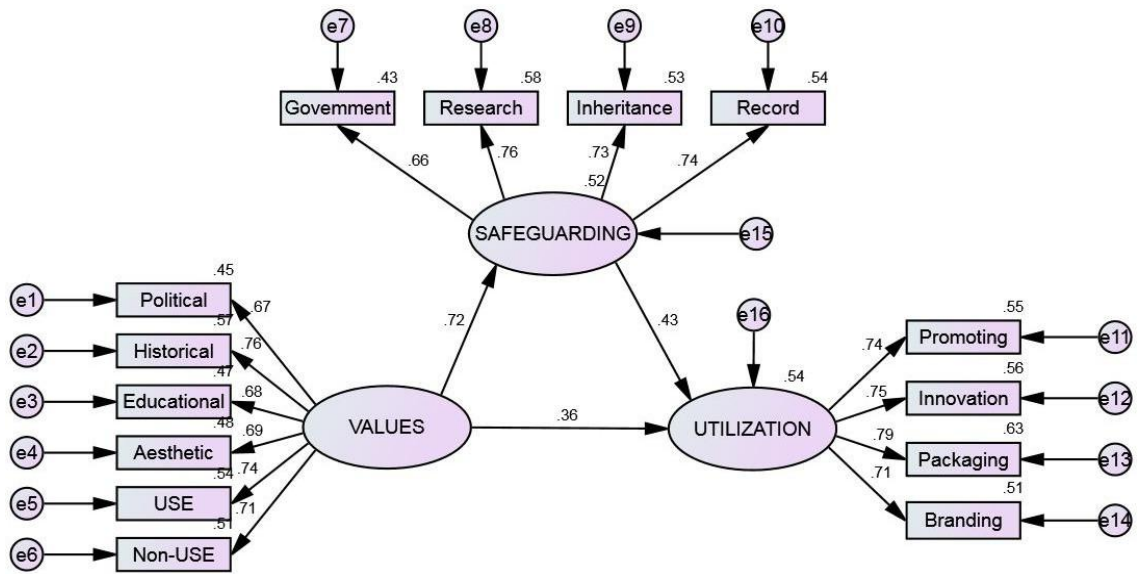 e7
e8
e9
e10
.43
.58
.53
.54
Govemment
Research
Inheritance
Record
.66
.76
.73
.74
.52
SAFEGUARDING
e15
.45
e1
Political
.67
.57
e2
Historical
.76
.47
e3
Educational
.68
.48
e4
Aesthetic
.69
.54
.74
e5
USE
.71
.51
e6
Non-USE
VALUES
.72
.36
.43
e16
.54
UTILIZATION
.74
.55
Promoting
e11
.75
.56
Innovation
e12
.79
.63
Packaging
e13
.71
.51
Branding
e14